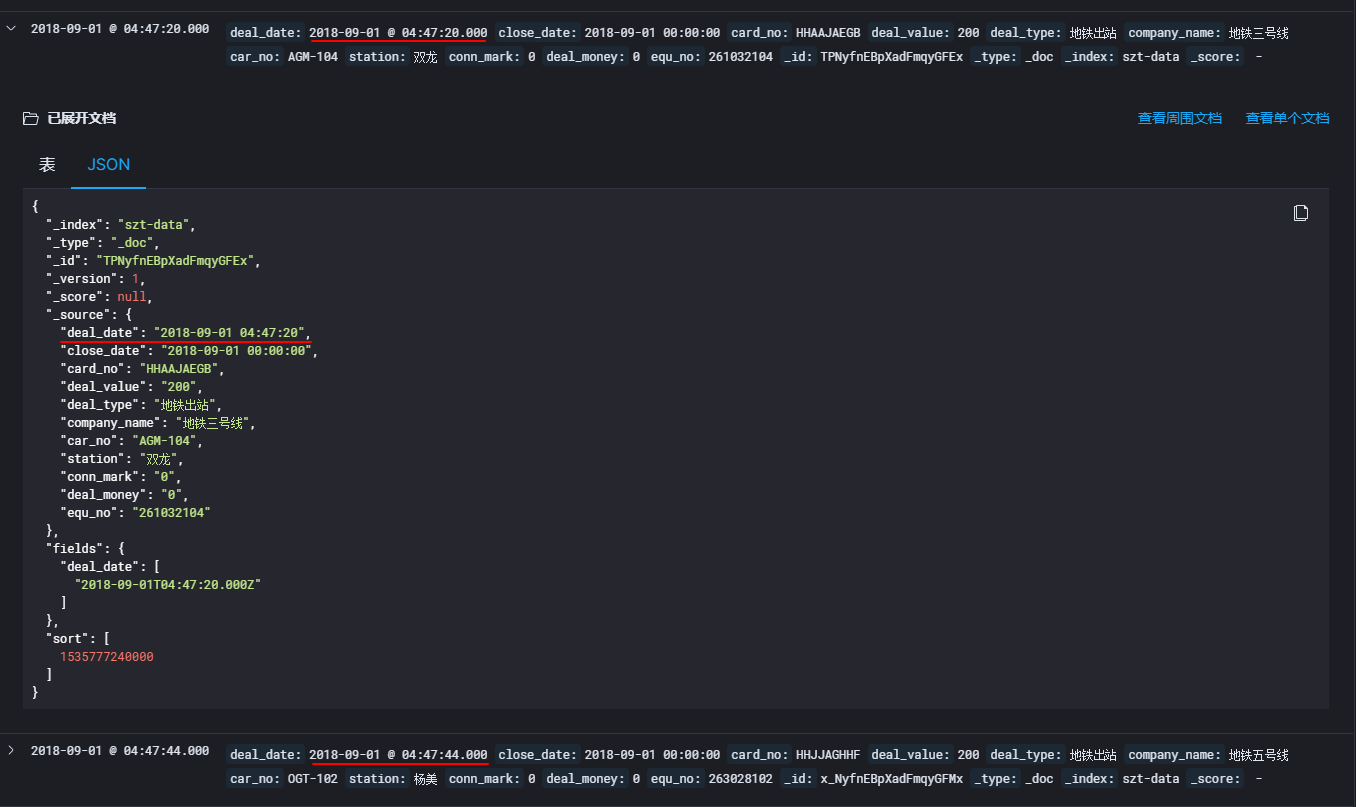 2018-09-01 @ 04:47:20.000 deal_date: 2018-09-01 @ 04:47:20.000 close_date: 2018-09-01 00:00:00 card_no: HHAAJAEGB deal_value: 200 deal_type: 地铁出站 company_name: 地铁三号线
car_no: AGM-104 station: 双龙 conn_mark: 0 deal_money: 0 equ_no: 261032104 _id: TPNyfnEBpXadFmqyGFEx _type: _doc _index: szt-data _score: -
已展开文档 查看周围文档 查看单个文档
表 JSON
{
"_index": "szt-data",
"_type": "_doc",
"_id": "TPNyfnEBpXadFmqyGFEx",
"_version": 1,
"_score": null,
"_source": {
"deal_date": "2018-09-01 04:47:20",
"close_date": "2018-09-01 00:00:00",
"card_no": "HHAAJAEGB",
"deal_value": "200",
"deal_type": "地铁出站",
"company_name": "地铁三号线",
"car_no": "AGM-104",
"station": "双龙",
"conn_mark": "0",
"deal_money": "0",
"equ_no": "261032104"
},
"fields": {
"deal_date": [
"2018-09-01T04:47:20.000Z"
]
},
"sort": [
1535777240000
]
}
2018-09-01 @ 04:47:44.000 deal_date: 2018-09-01 @ 04:47:44.000 close_date: 2018-09-01 00:00:00 card_no: HHJJAGHHF deal_value: 200 deal_type: 地铁出站 company_name: 地铁五号线
car_no: OGT-102 station: 杨美 conn_mark: 0 deal_money: 0 equ_no: 263028102 _id: x_NyfnEBpXadFmqyGFMx _type: _doc _index: szt-data _score: -